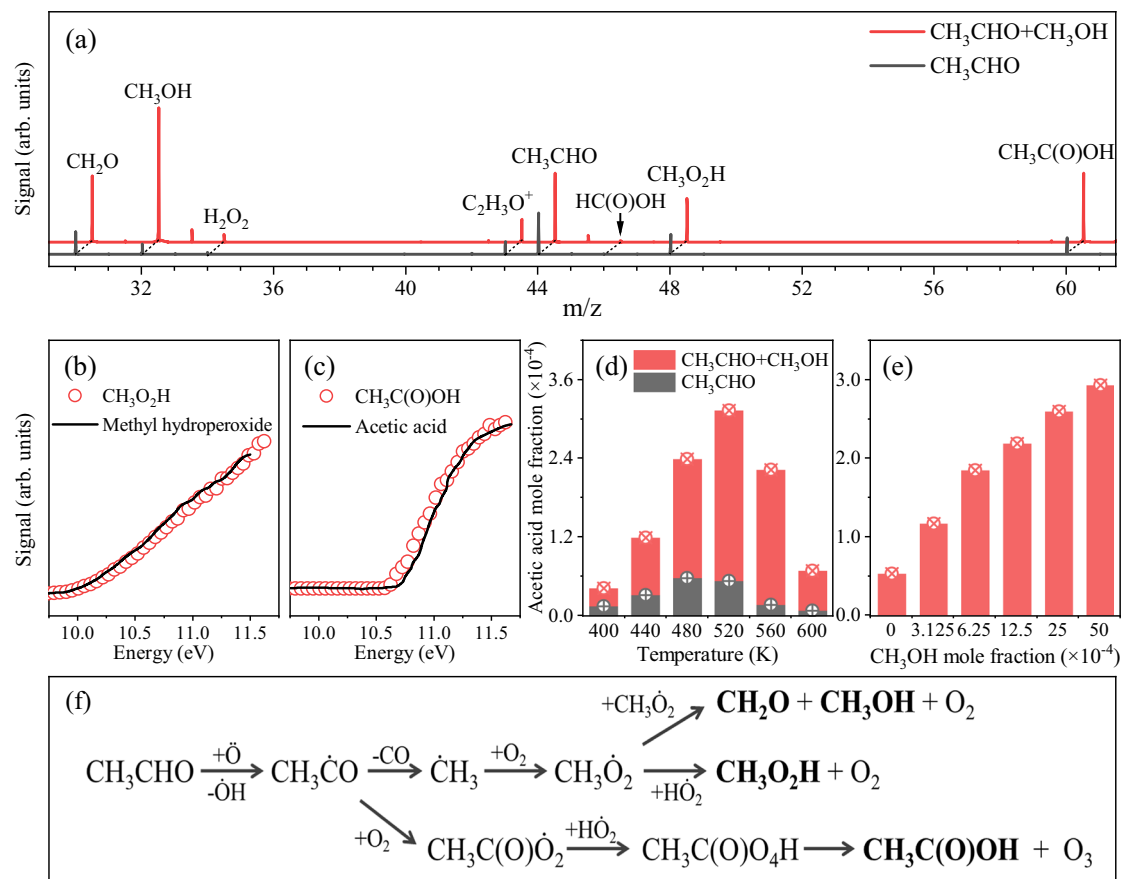 (a)
CH₃CHO+CH₃OH
CH₃CHO
Signal (arb. units)
CH₂O
CH₃OH
H₂O₂
C₂H₃O⁺
CH₃CHO
HC(O)OH
CH₃O₂H
CH₃C(O)OH
32 36 40 44 48 52 56 60
m/z
(b)
CH₃O₂H
Methyl hydroperoxide
Signal (arb. units)
10.0 10.5 11.0 11.5
Energy (eV)
(c)
CH₃C(O)OH
Acetic acid
10.0 10.5 11.0 11.5
Energy (eV)
(d)
CH₃CHO+CH₃OH
CH₃CHO
Acetic acid mole fraction (×10⁻⁴)
3.6
2.4
1.2
0.0
400 440 480 520 560 600
Temperature (K)
(e)
3.0
2.0
1.0
0.0
0 3.125 6.25 12.5 25 50
CH₃OH mole fraction (×10⁻⁴)
(f)
+CH₃Ȯ₂
CH₂O + CH₃OH + O₂
CH₃CHO
+Ö
-ȮH
CH₃ĊO
-CO
ĊH₃
+O₂
CH₃Ȯ₂
+HȮ₂
CH₃O₂H + O₂
+O₂
CH₃C(O)Ȯ₂
+HȮ₂
CH₃C(O)O₄H
CH₃C(O)OH + O₃